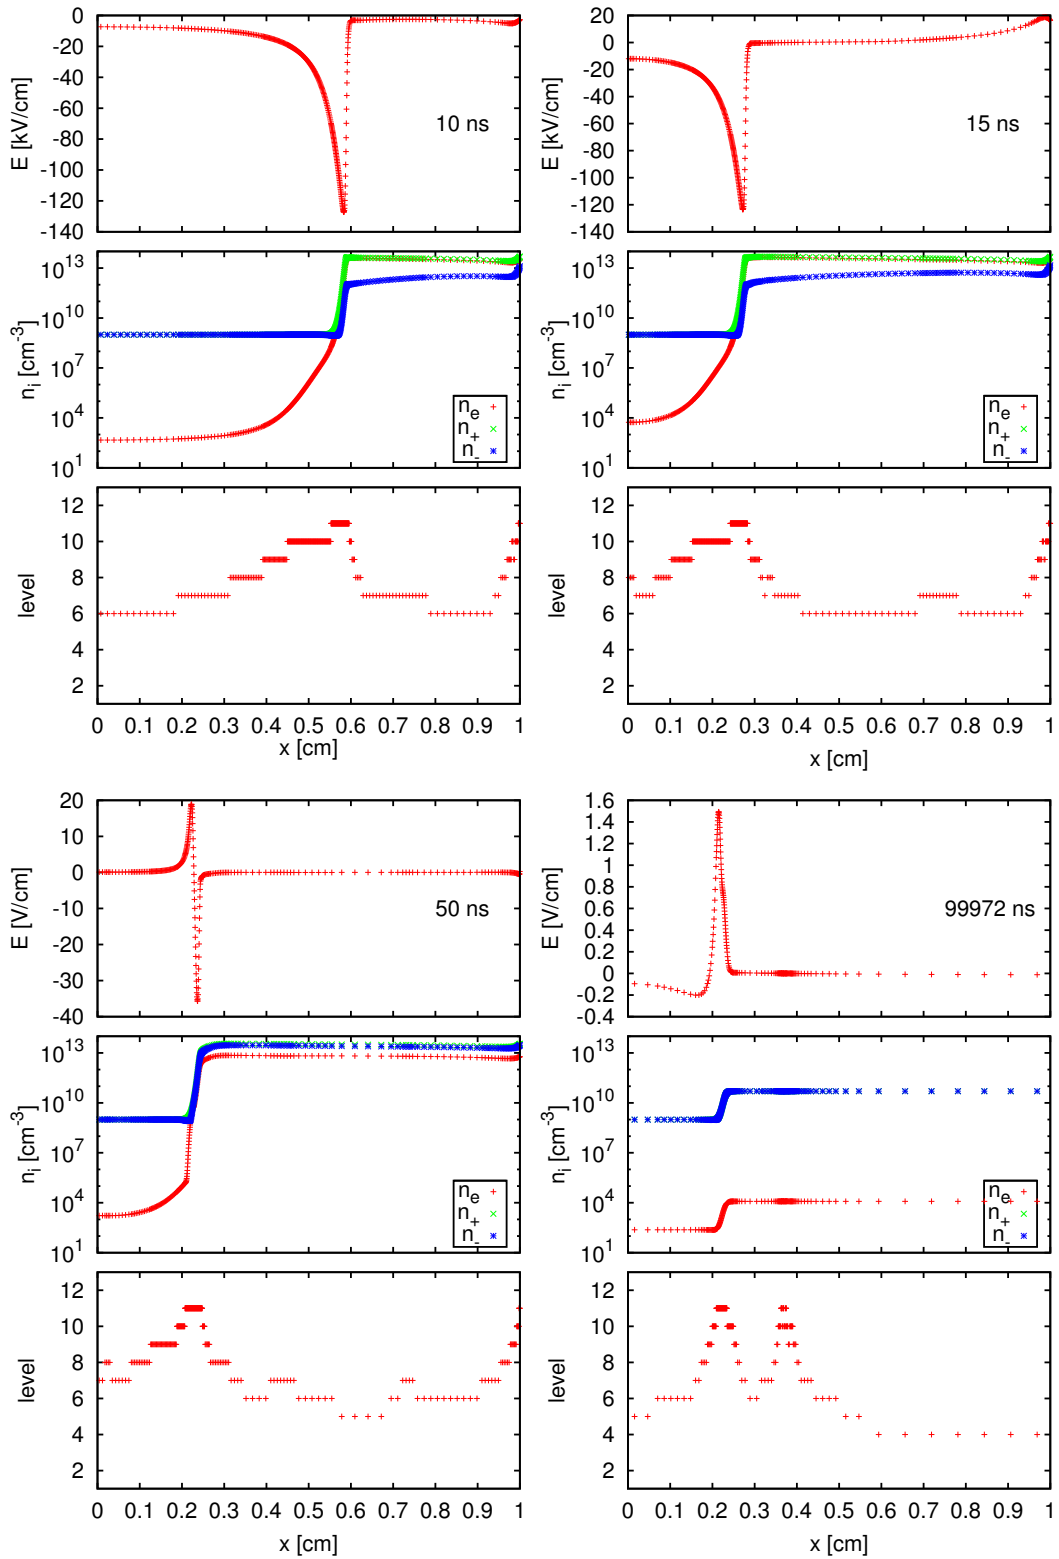 0
-20
-40
-60
-80
-100
-120
-140
E [kV/cm]
10 ns
20
0
-20
-40
-60
-80
-100
-120
-140
E [kV/cm]
15 ns
10^13
10^10
10^7
10^4
10^1
n_i [cm^-3]
n_e
n_+
n_-
10^13
10^10
10^7
10^4
10^1
n_i [cm^-3]
n_e
n_+
n_-
12
10
8
6
4
2
level
0 0.1 0.2 0.3 0.4 0.5 0.6 0.7 0.8 0.9 1
x [cm]
12
10
8
6
4
2
level
0 0.1 0.2 0.3 0.4 0.5 0.6 0.7 0.8 0.9 1
x [cm]
20
10
0
-10
-20
-30
-40
E [V/cm]
50 ns
1.6
1.4
1.2
1
0.8
0.6
0.4
0.2
0
-0.2
-0.4
E [V/cm]
99972 ns
10^13
10^10
10^7
10^4
10^1
n_i [cm^-3]
n_e
n_+
n_-
10^13
10^10
10^7
10^4
10^1
n_i [cm^-3]
n_e
n_+
n_-
12
10
8
6
4
2
level
0 0.1 0.2 0.3 0.4 0.5 0.6 0.7 0.8 0.9 1
x [cm]
12
10
8
6
4
2
level
0 0.1 0.2 0.3 0.4 0.5 0.6 0.7 0.8 0.9 1
x [cm]